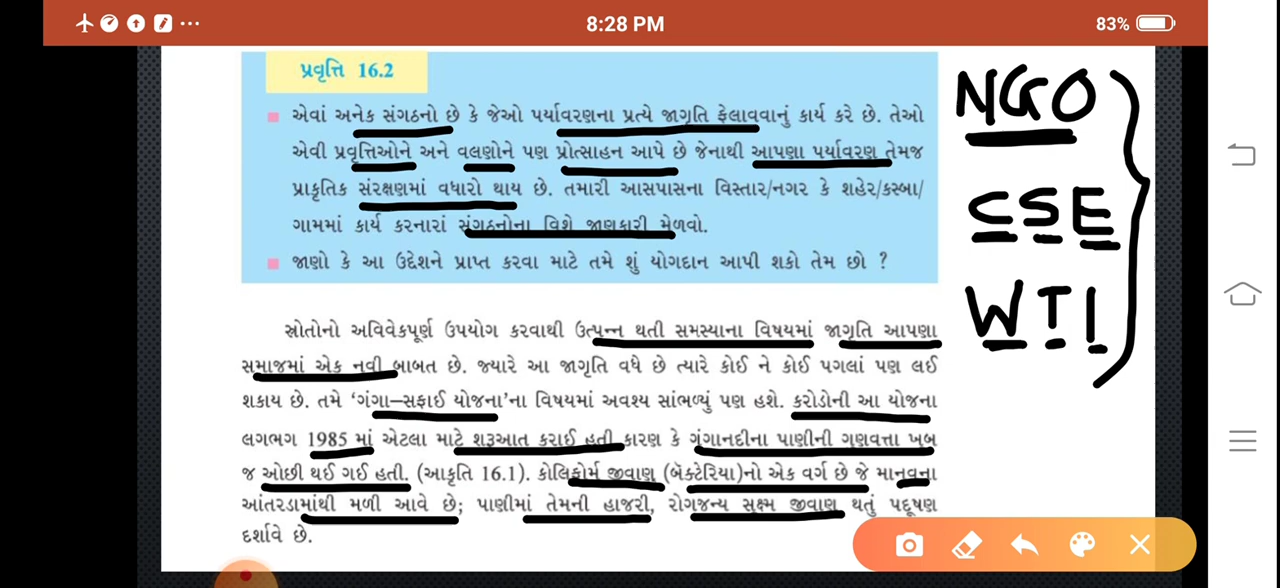 8:28 PM
83%
પ્રવૃત્તિ 16.2
એવાં અનેક સંગઠનો છે કે જેઓ પર્યાવરણના પ્રત્યે જાગૃતિ ફેલાવવાનું કાર્ય કરે છે. તેઓ
એવી પ્રવૃત્તિઓને અને વલણોને પણ પ્રોત્સાહન આપે છે જેનાથી આપણા પર્યાવરણ તેમજ
પ્રાકૃતિક સંરક્ષણમાં વધારો થાય છે. તમારી આસપાસના વિસ્તાર/નગર કે શહેર/કસ્બા/
ગામમાં કાર્ય કરનારાં સંગઠનોના વિશે જાણકારી મેળવો.
જાણો કે આ ઉદ્દેશને પ્રાપ્ત કરવા માટે તમે શું યોગદાન આપી શકો તેમ છો ?
NGO
CSE
WTI
સ્રોતોનો અવિવેકપૂર્ણ ઉપયોગ કરવાથી ઉત્પન્ન થતી સમસ્યાના વિષયમાં જાગૃતિ આપણા
સમાજમાં એક નવી બાબત છે. જ્યારે આ જાગૃતિ વધે છે ત્યારે કોઈ ને કોઈ પગલાં પણ લઈ
શકાય છે. તમે ‘ગંગા–સફાઈ યોજના’ના વિષયમાં અવશ્ય સાંભળ્યું પણ હશે. કરોડોની આ યોજના
લગભગ 1985 માં એટલા માટે શરૂઆત કરાઈ હતી કારણ કે ગંગાનદીના પાણીની ગુણવત્તા ખૂબ
જ ઓછી થઈ ગઈ હતી. (આકૃતિ 16.1). કોલિફોર્મ જીવાણુ (બૅક્ટેરિયા)નો એક વર્ગ છે જે માનવના
આંતરડામાંથી મળી આવે છે; પાણીમાં તેમની હાજરી, રોગજન્ય સૂક્ષ્મ જીવાણુ થતું પ્રદૂષણ
દર્શાવે છે.